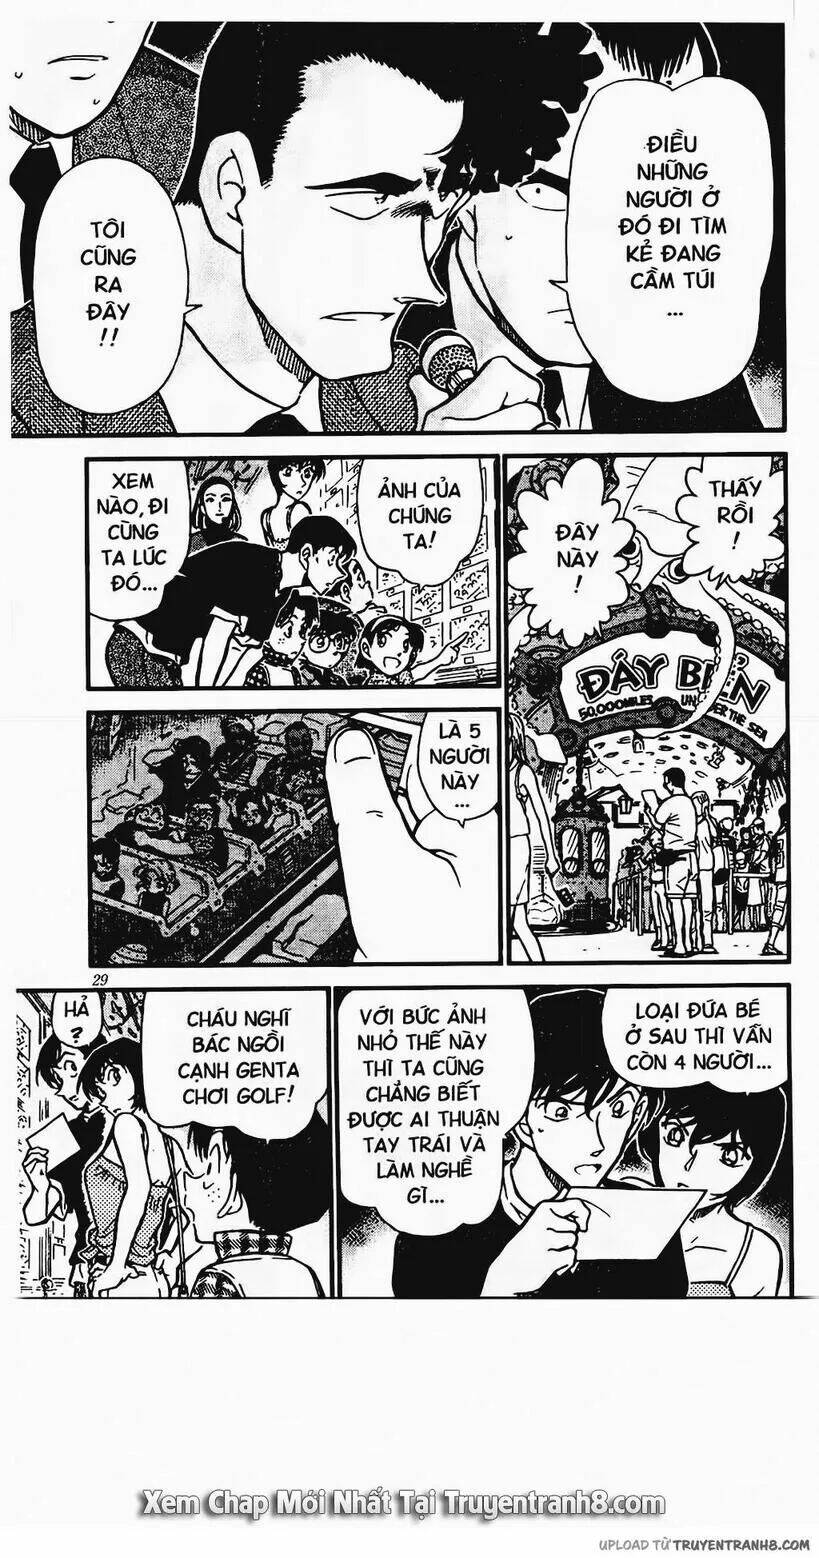 ĐIỀU
NHỮNG
NGƯỜI Ở
ĐÓ ĐI TÌM
KẺ ĐANG
CẦM TÚI
...
TÔI
CŨNG
RA
ĐÂY
!!
THẤY
RỒI
!
ĐÂY
NÀY
!
ĐÁY BIỂN
50,000MILES UNDER THE SEA
ẢNH CỦA
CHÚNG
TA!
XEM
NÀO, ĐI
CÙNG
TA LÚC
ĐÓ...
LÀ 5
NGƯỜI
NÀY
...
29
LOẠI ĐỨA BÉ
Ở SAU THÌ VẪN
CÒN 4 NGƯỜI...
VỚI BỨC ẢNH
NHỎ THẾ NÀY
THÌ TA CŨNG
CHẲNG BIẾT
ĐƯỢC AI THUẬN
TAY TRÁI VÀ
LÀM NGHỀ
GÌ...
CHÁU NGHĨ
BÁC NGỒI
CẠNH GENTA
CHƠI GOLF!
HẢ
?
Xem Chap Mới Nhất Tại Truyentranh8.com
UPLOAD TỪ TRUYENTRANH8.COM